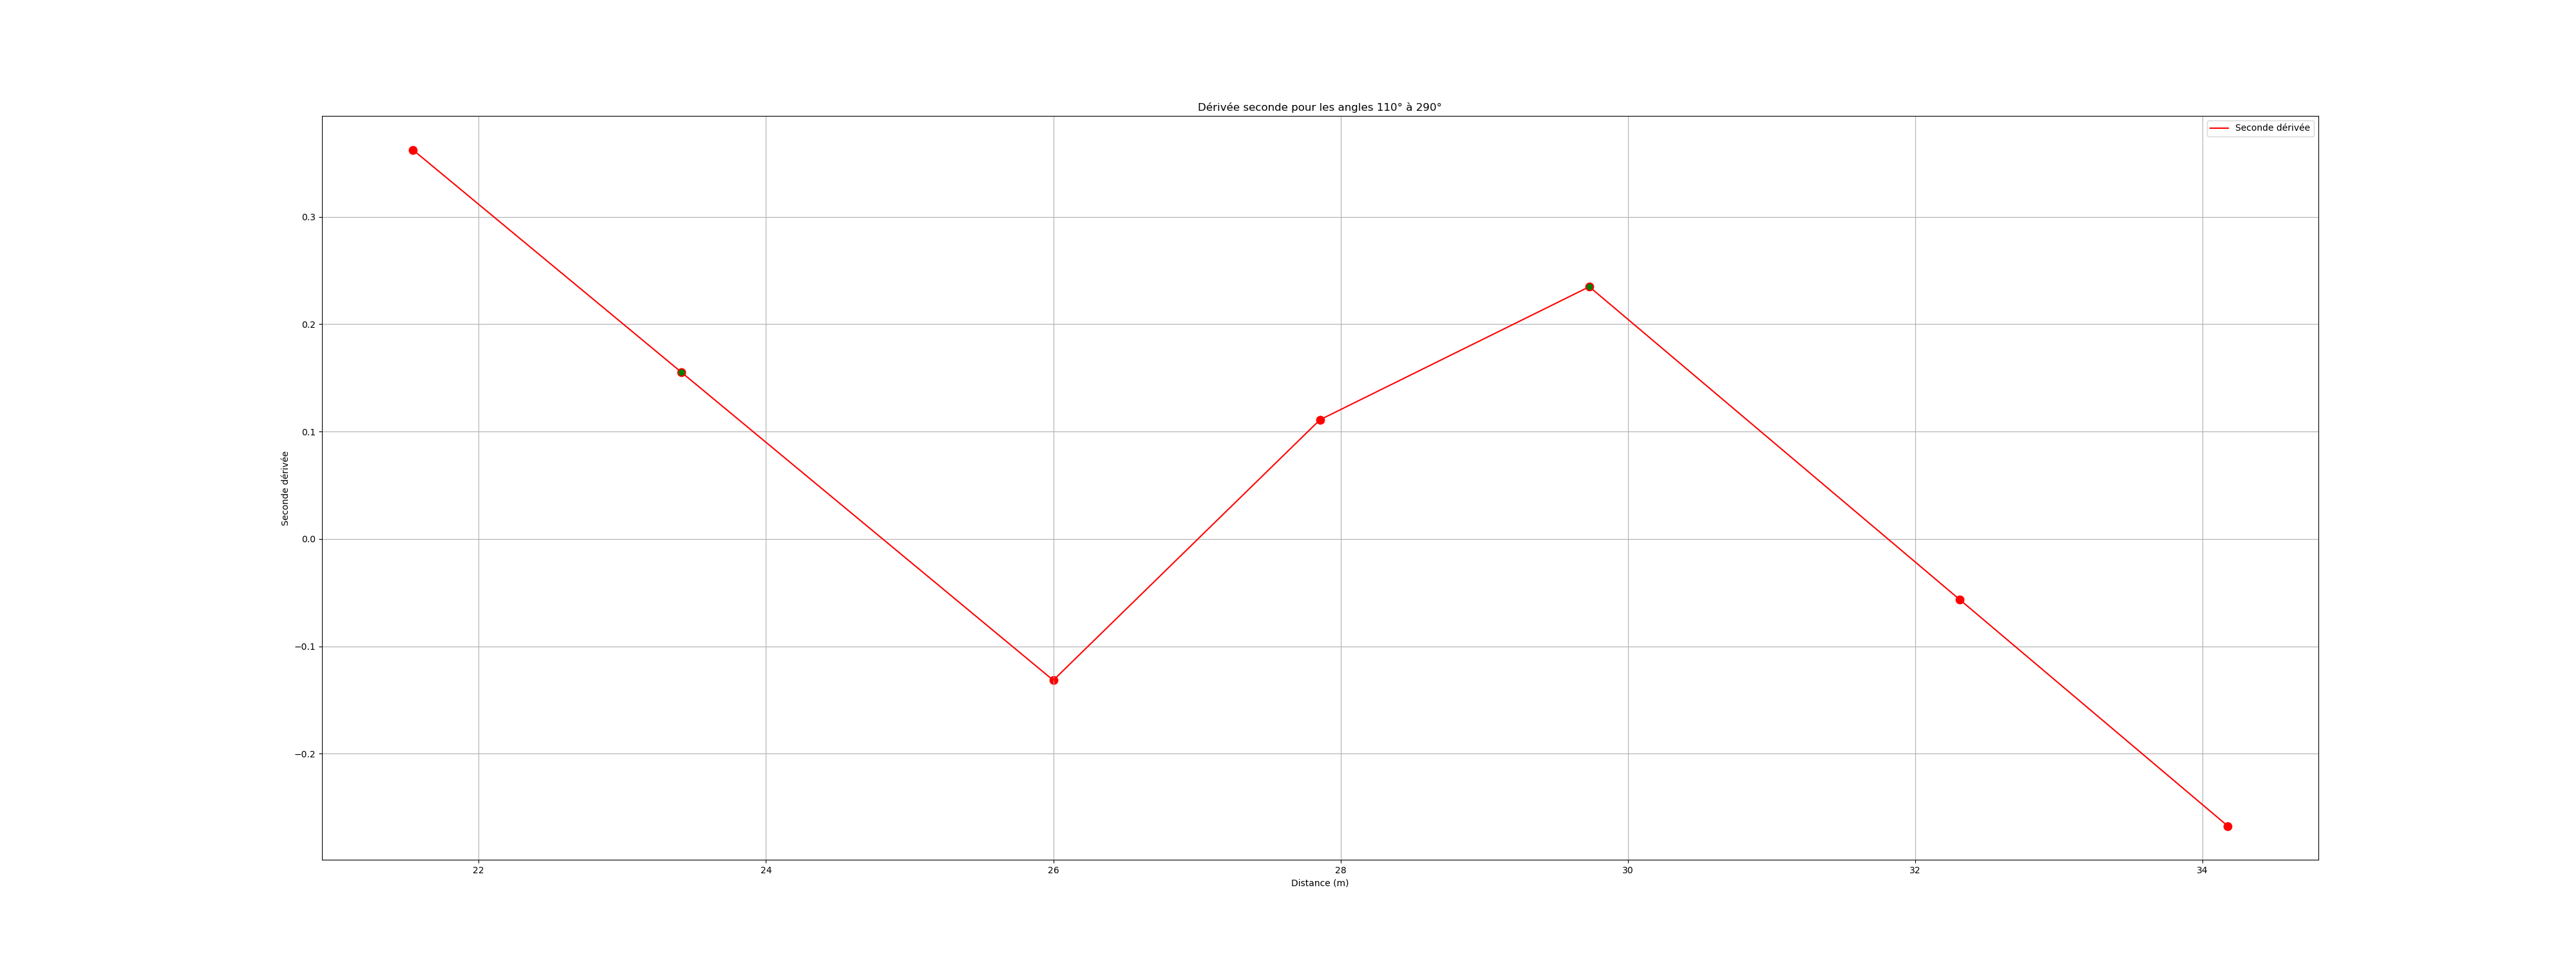 Dérivée seconde pour les angles 110° à 290°
Seconde dérivée
Seconde dérivée
0.3
0.2
0.1
0.0
−0.1
−0.2
22 24 26 28 30 32 34
Distance (m)